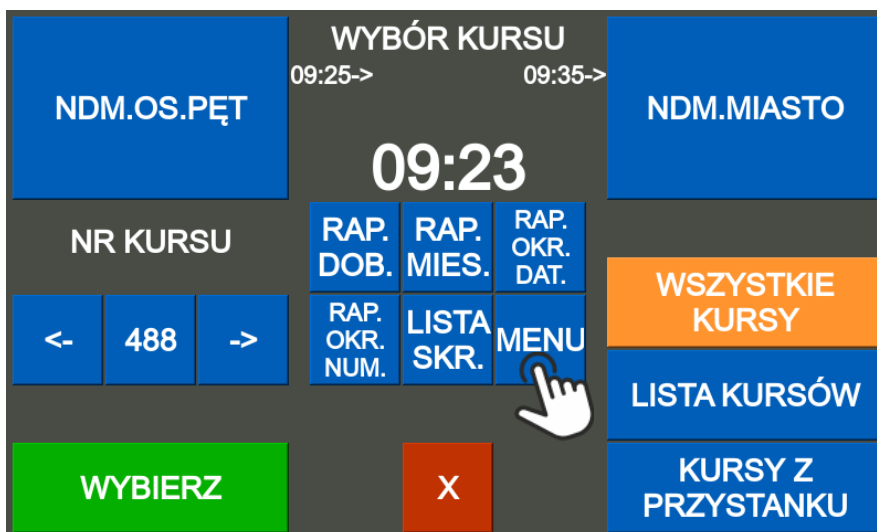 WYBÓR KURSU
09:25->
09:35->
NDM.OS.PĘT
NDM.MIASTO
09:23
NR KURSU
<-
488
->
RAP.
DOB.
RAP.
MIES.
RAP.
OKR.
DAT.
RAP.
OKR.
NUM.
LISTA
SKR.
MENU
WSZYSTKIE
KURSY
LISTA KURSÓW
WYBIERZ
X
KURSY Z
PRZYSTANKU